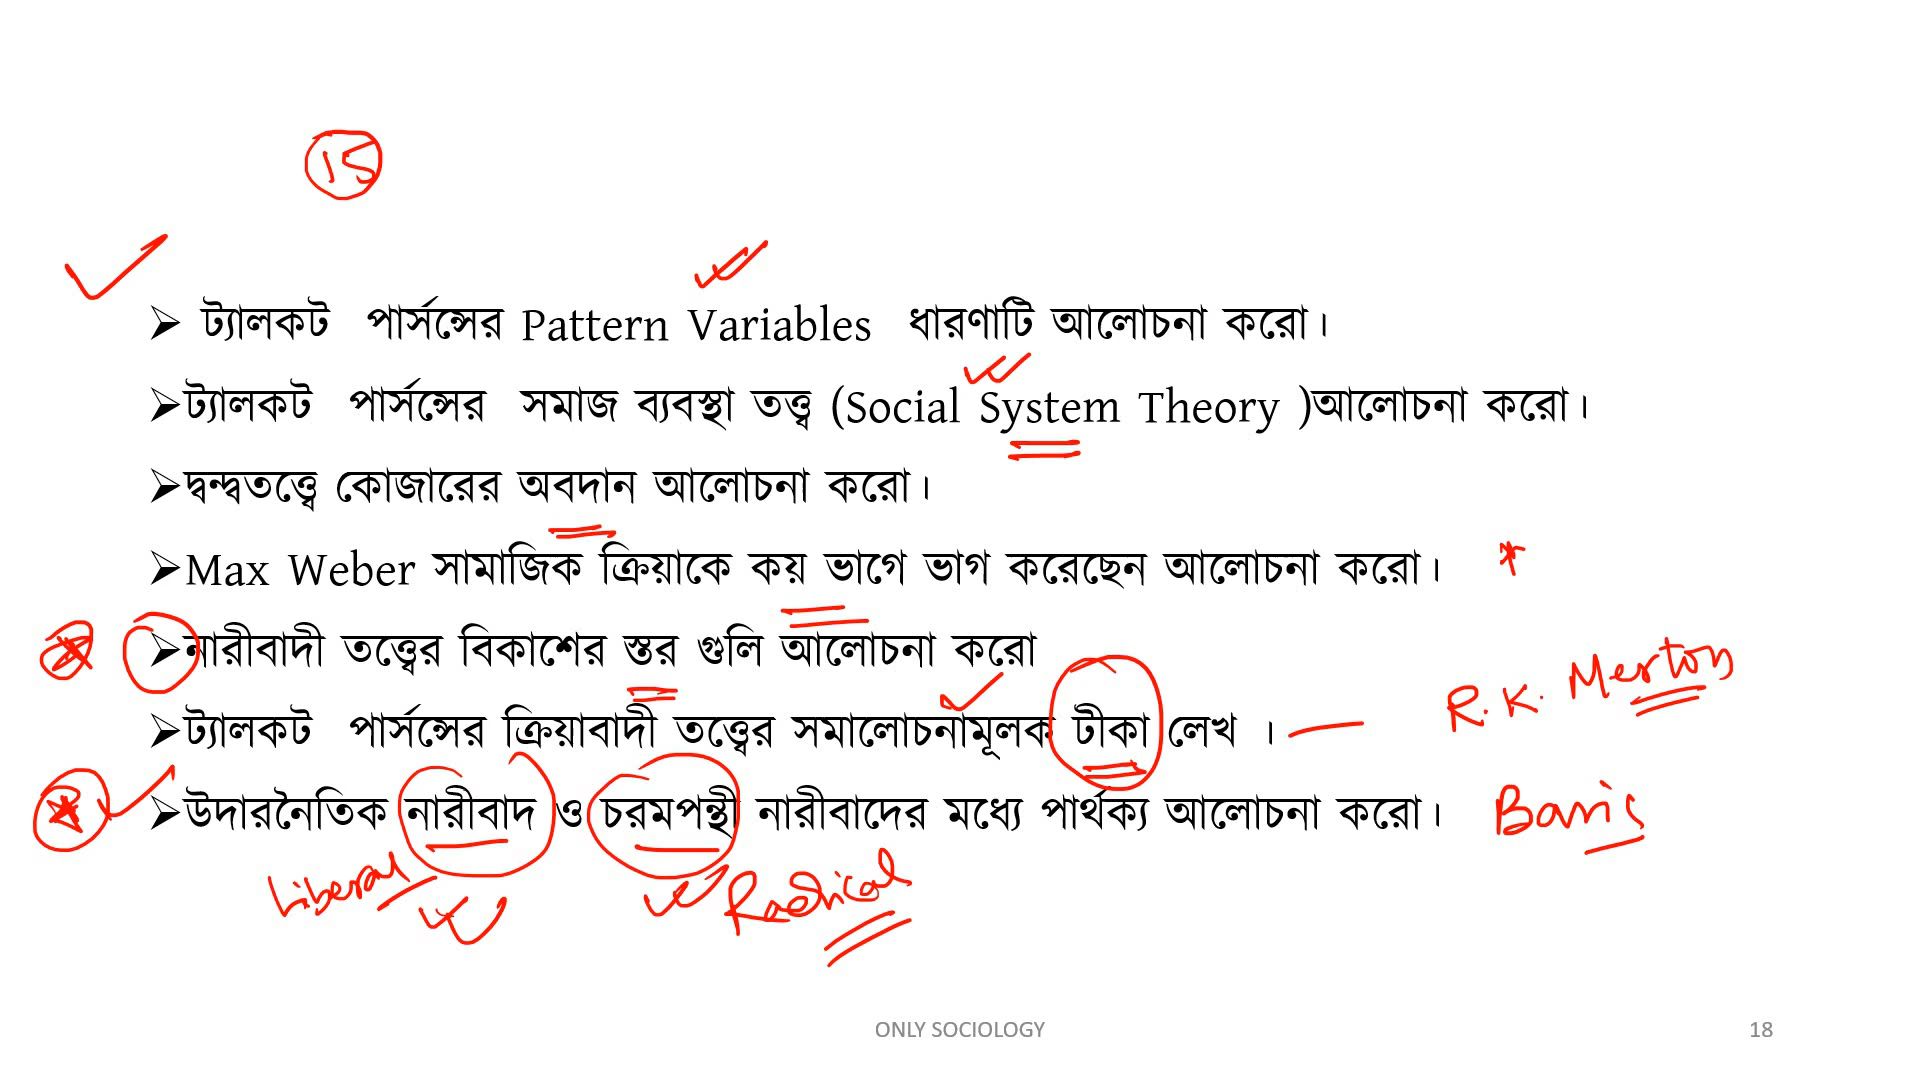 15
➢ ট্যালকট পার্সন্সের Pattern Variables ধারণাটি আলোচনা করো।
➢ট্যালকট পার্সন্সের সমাজ ব্যবস্থা তত্ত্ব (Social System Theory )আলোচনা করো।
➢দ্বন্দ্বতত্ত্বে কোজারের অবদান আলোচনা করো।
➢Max Weber সামাজিক ক্রিয়াকে কয় ভাগে ভাগ করেছেন আলোচনা করো।
➢নারীবাদী তত্ত্বের বিকাশের স্তর গুলি আলোচনা করো
➢ট্যালকট পার্সন্সের ক্রিয়াবাদী তত্ত্বের সমালোচনামূলক টীকা লেখ । — R. K. Merton
➢উদারনৈতিক নারীবাদ ও চরমপন্থী নারীবাদের মধ্যে পার্থক্য আলোচনা করো।
Liberal Radical
ONLY SOCIOLOGY 18